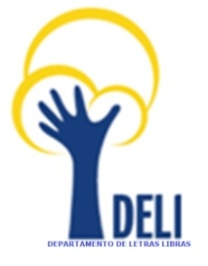 DELI
DEPARTAMENTO DE LETRAS LIBRAS